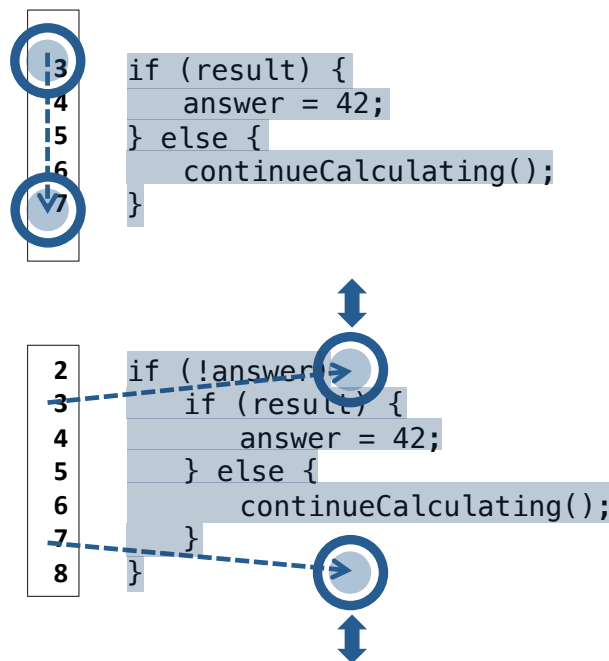 3 if (result) {
4 answer = 42;
5 } else {
6 continueCalculating();
7 }
2 if (!answer)
3 if (result) {
4 answer = 42;
5 } else {
6 continueCalculating();
7 }
8 }